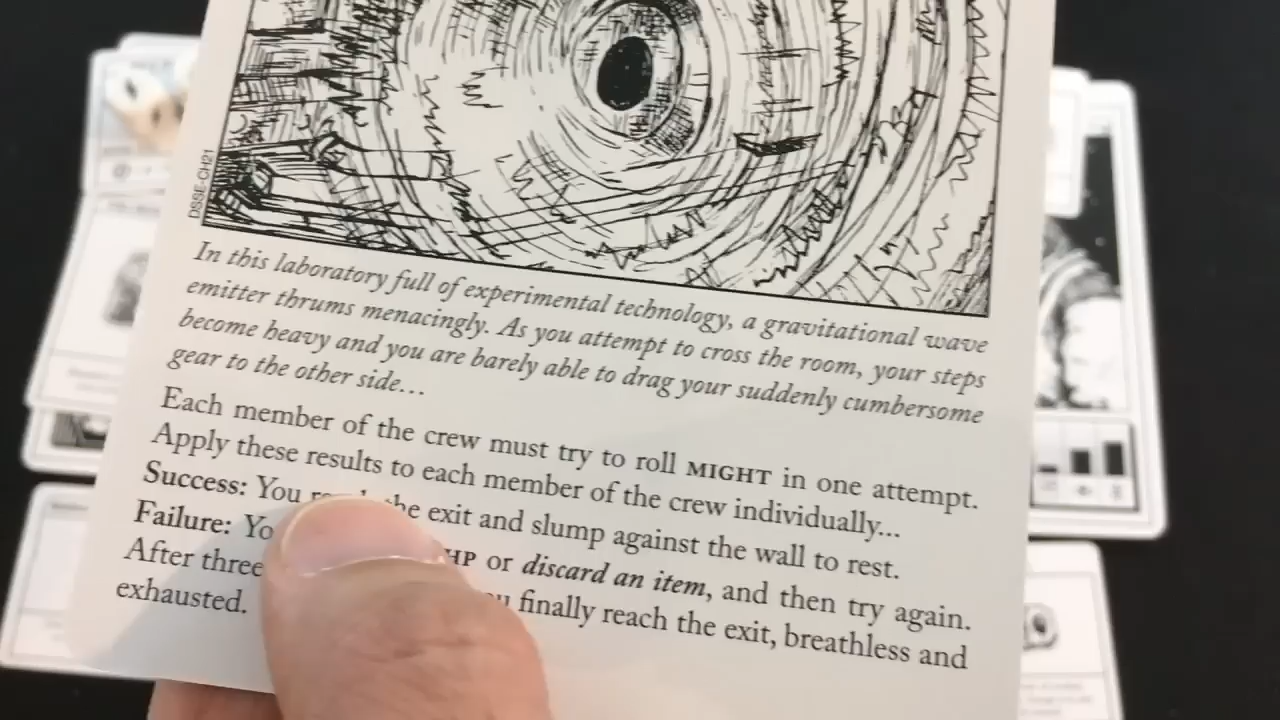 DSSE-CH21
In this laboratory full of experimental technology, a gravitational wave
emitter thrums menacingly. As you attempt to cross the room, your steps
become heavy and you are barely able to drag your suddenly cumbersome
gear to the other side...
Each member of the crew must try to roll MIGHT in one attempt.
Apply these results to each member of the crew individually...
Success: You the exit and slump against the wall to rest.
Failure: HP or discard an item, and then try again.
After three finally reach the exit, breathless and
exhausted.